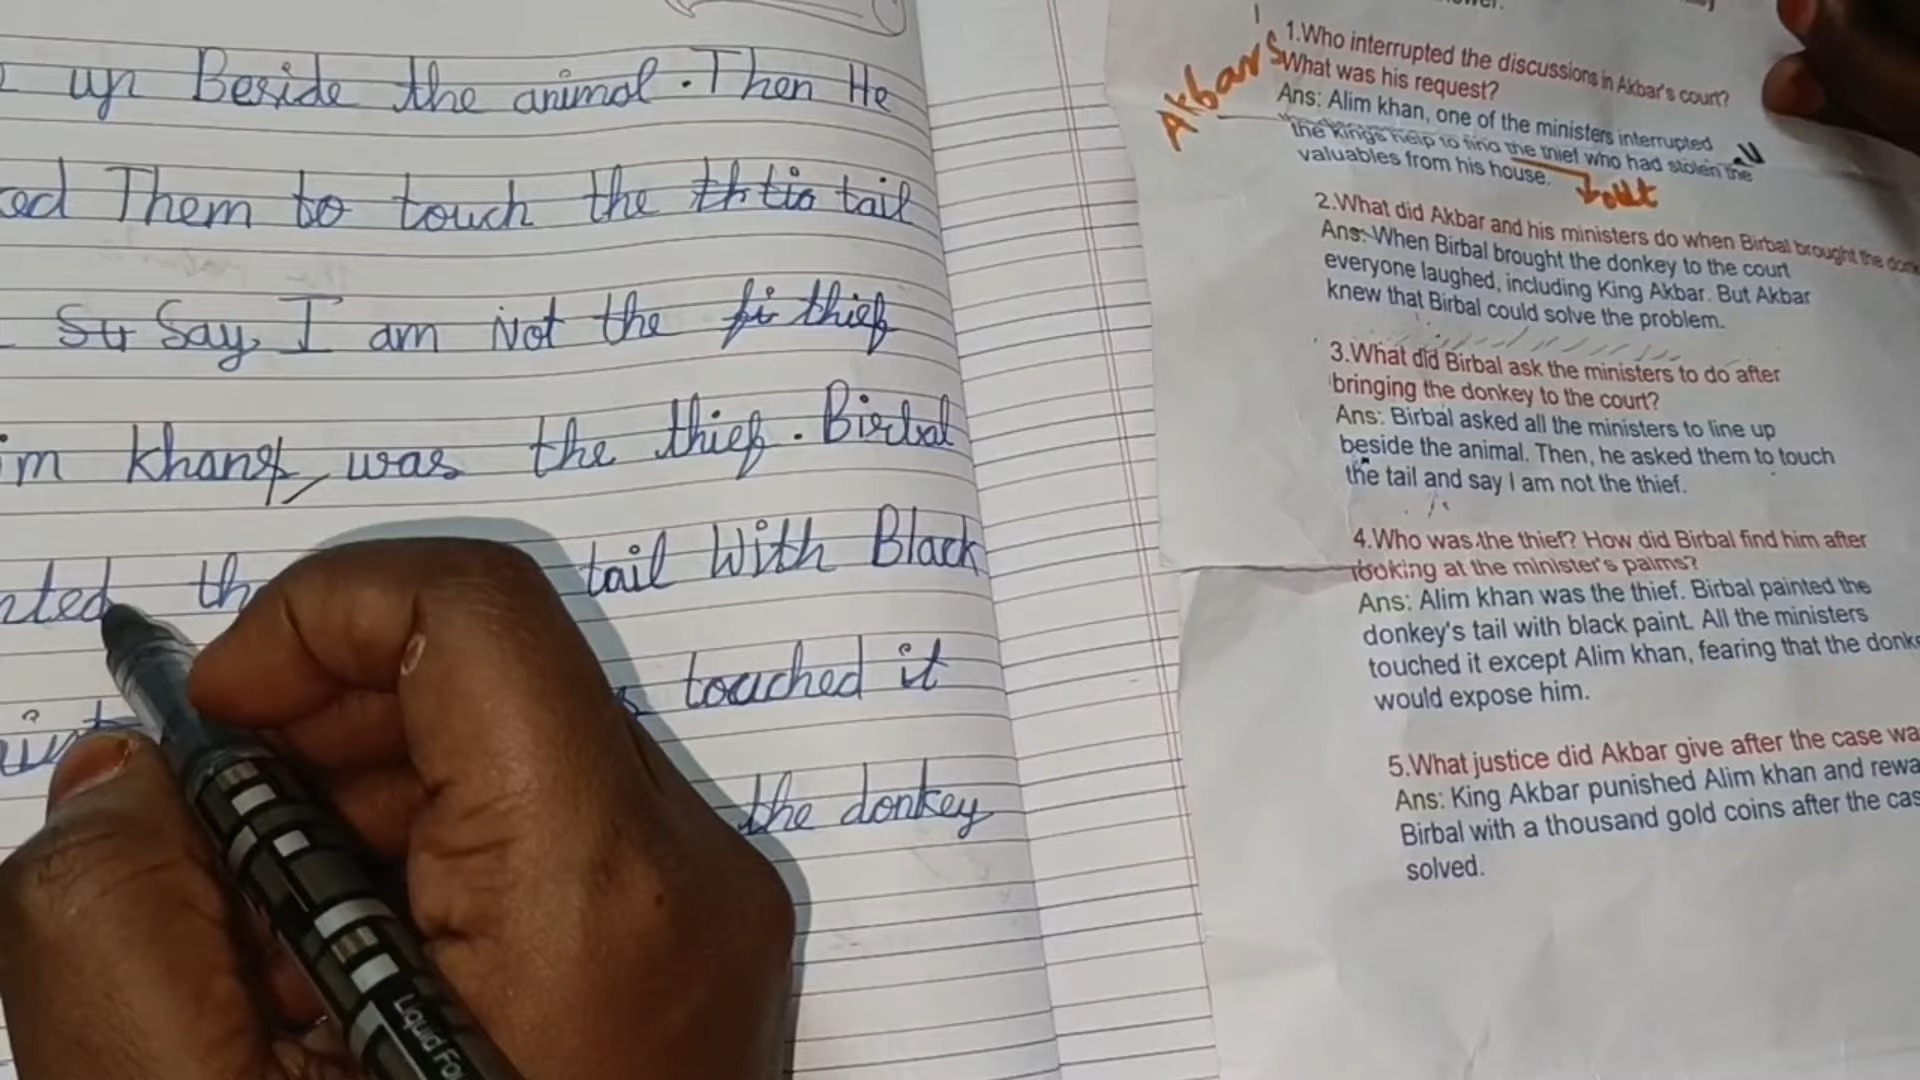 up Beside the animal. Then He
ed Them to touch the tail
Say, I am Not the thief
im khan, was the thief. Birbal
nted tail With Black
touched it
the donkey
Liquid Fo
Akbar's
1.Who interrupted the discussions in Akbar's court?
What was his request?
Ans: Alim khan, one of the ministers interrupted
the kings help to find the thief who had stolen the
valuables from his house.
out
2.What did Akbar and his ministers do when Birbal brought the donk
Ans: When Birbal brought the donkey to the court
everyone laughed, including King Akbar. But Akbar
knew that Birbal could solve the problem.
3.What did Birbal ask the ministers to do after
bringing the donkey to the court?
Ans: Birbal asked all the ministers to line up
beside the animal. Then, he asked them to touch
the tail and say I am not the thief.
4.Who was the thief? How did Birbal find him after
looking at the minister's palms?
Ans: Alim khan was the thief. Birbal painted the
donkey's tail with black paint. All the ministers
touched it except Alim khan, fearing that the donke
would expose him.
5.What justice did Akbar give after the case wa
Ans: King Akbar punished Alim khan and rewa
Birbal with a thousand gold coins after the cas
solved.